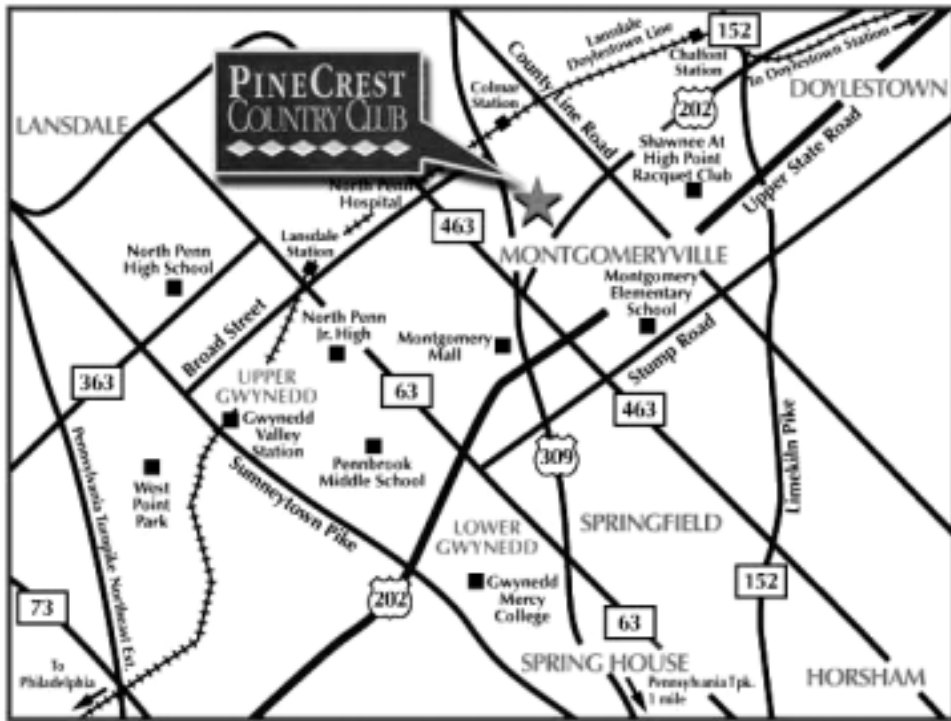 152
Lansdale
Doylestown Line
To Doylestown Station
Chalfont
Station
PINECREST
COUNTRY CLUB
County Line Road
Colmar
Station
202
DOYLESTOWN
LANSDALE
Shawnee At
High Point
Racquet Club
Upper State Road
North Penn
Hospital
463
Lansdale
Station
MONTGOMERYVILLE
North Penn
High School
Montgomery
Elementary
School
Broad Street
North Penn
Jr. High
Montgomery
Mall
Stump Road
363
UPPER
GWYNEDD
63
463
Gwynedd
Valley
Station
Limekiln Pike
309
Pennbrook
Middle School
West
Point
Park
Sumneytown Pike
Pennsylvania Turnpike Northeast Ext.
LOWER
GWYNEDD
SPRINGFIELD
152
Gwynedd
Mercy
College
202
73
63
SPRING HOUSE
To
Philadelphia
Pennsylvania Tpk.
1 mile
HORSHAM